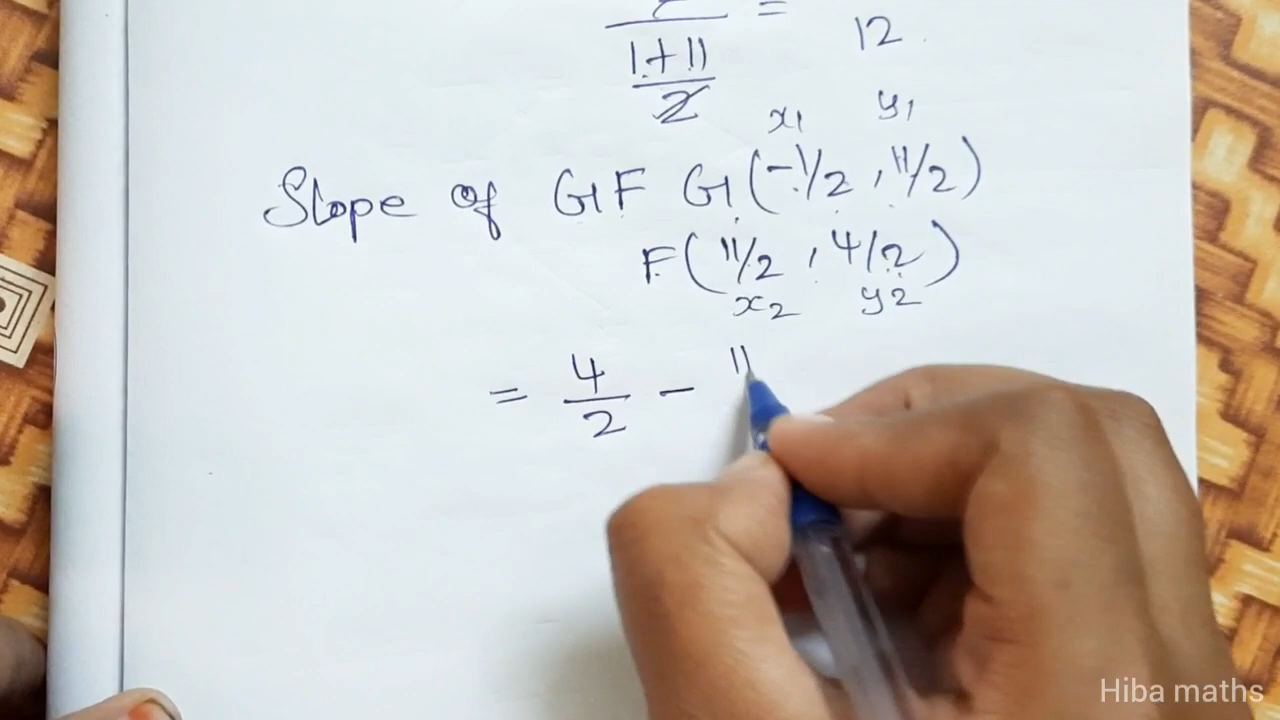 =
12
1+11
2
x1 y1
Slope of GF G(-1/2, 11/2)
F(11/2, 4/2)
x2 y2
= 4/2 - 11
Hiba maths